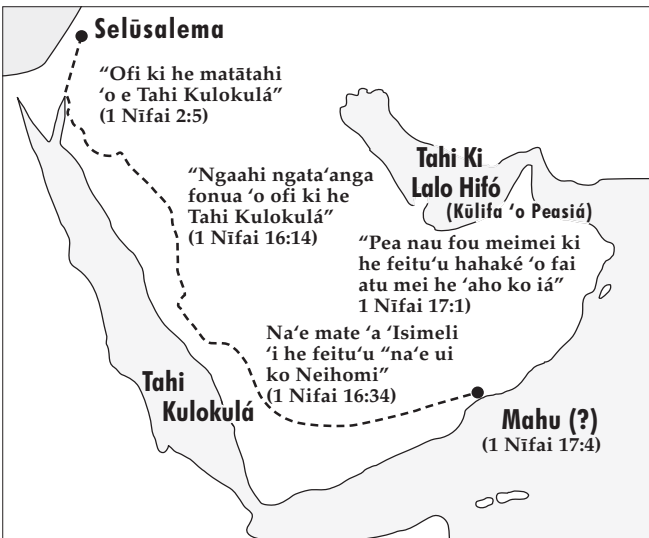 Selūsalema
“Ofi ki he matātahi
‘o e Tahi Kulokulá”
(1 Nīfai 2:5)
“Ngaahi ngata‘anga
fonua ‘o ofi ki he
Tahi Kulokulá”
(1 Nīfai 16:14)
Tahi Ki
Lalo Hifó
(Kūlifa ‘o Peasiá)
“Pea nau fou meimei ki
he feitu‘u hahaké ‘o fai
atu mei he ‘aho ko iá”
1 Nīfai 17:1)
Na‘e mate ‘a ‘Isimeli
‘i he feitu‘u “na‘e ui
ko Neihomi”
(1 Nifai 16:34)
Tahi
Kulokulá
Mahu (?)
(1 Nīfai 17:4)